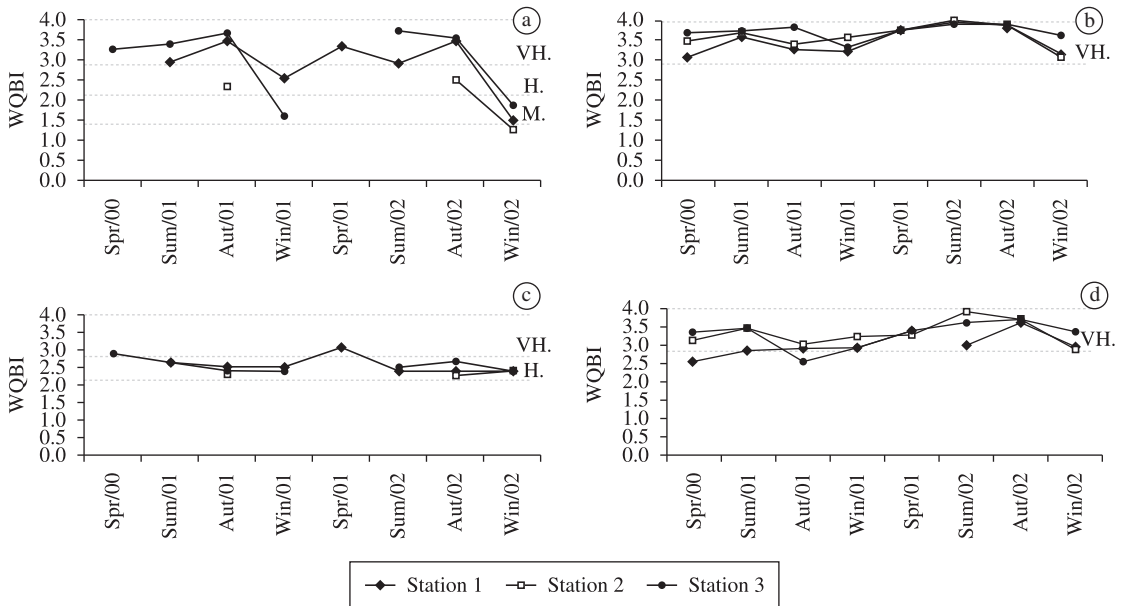 a
WQBI
4.0
3.5
3.0
2.5
2.0
1.5
1.0
0.5
0.0
VH.
H.
M.
Spr/00
Sum/01
Aut/01
Win/01
Spr/01
Sum/02
Aut/02
Win/02
b
WQBI
4.0
3.5
3.0
2.5
2.0
1.5
1.0
0.5
0.0
VH.
Spr/00
Sum/01
Aut/01
Win/01
Spr/01
Sum/02
Aut/02
Win/02
c
WQBI
4.0
3.5
3.0
2.5
2.0
1.5
1.0
0.5
0.0
VH.
H.
Spr/00
Sum/01
Aut/01
Win/01
Spr/01
Sum/02
Aut/02
Win/02
d
WQBI
4.0
3.5
3.0
2.5
2.0
1.5
1.0
0.5
0.0
VH.
Spr/00
Sum/01
Aut/01
Win/01
Spr/01
Sum/02
Aut/02
Win/02
Station 1 Station 2 Station 3